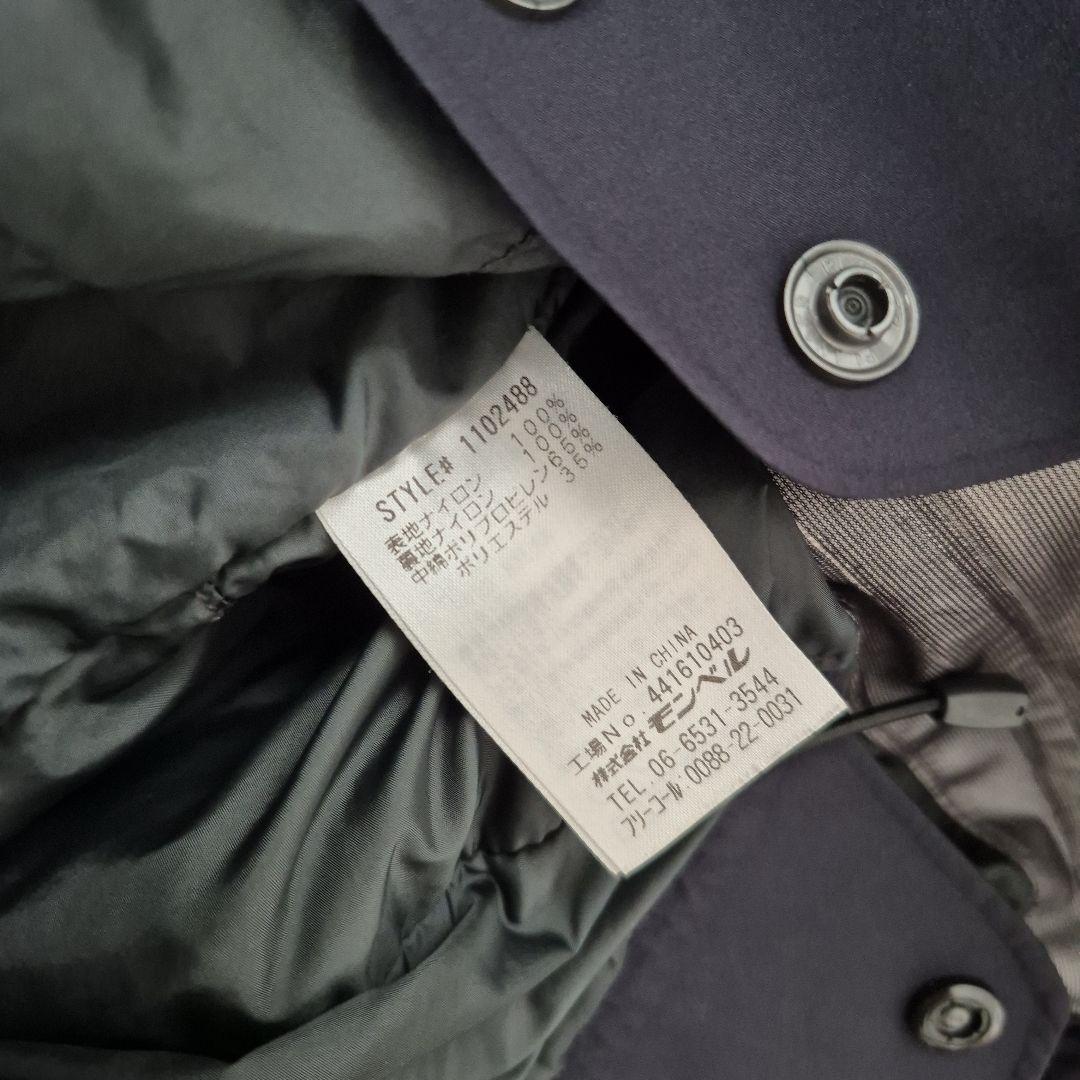 STYLE# 1102488
表地ナイロン 100%
裏地ナイロン 100%
中綿ポリプロピレン65%
ポリエステル 35%
MADE IN CHINA
工場No.441610403
株式会社モンベル
TEL.06-6531-3544
フリーコール:0088-22-0031